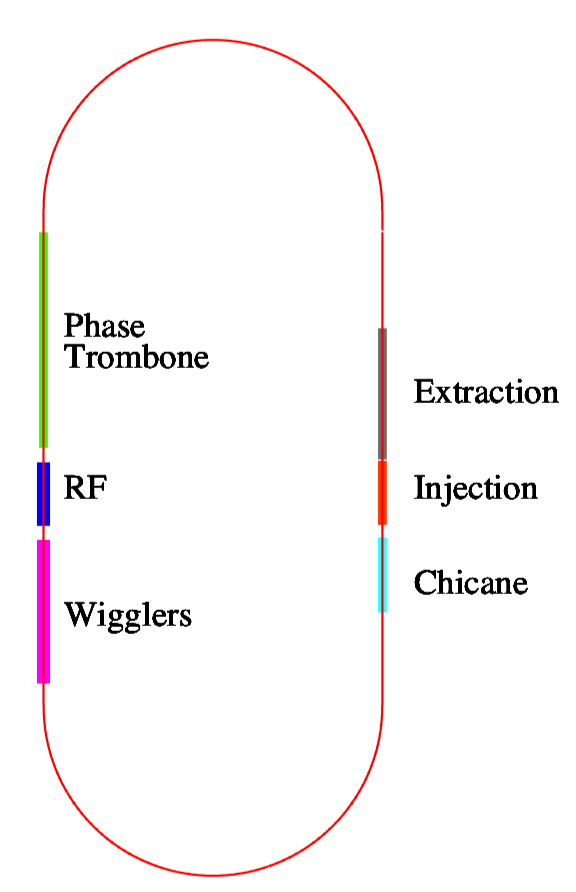 Phase
Trombone
RF
Wigglers
Extraction
Injection
Chicane